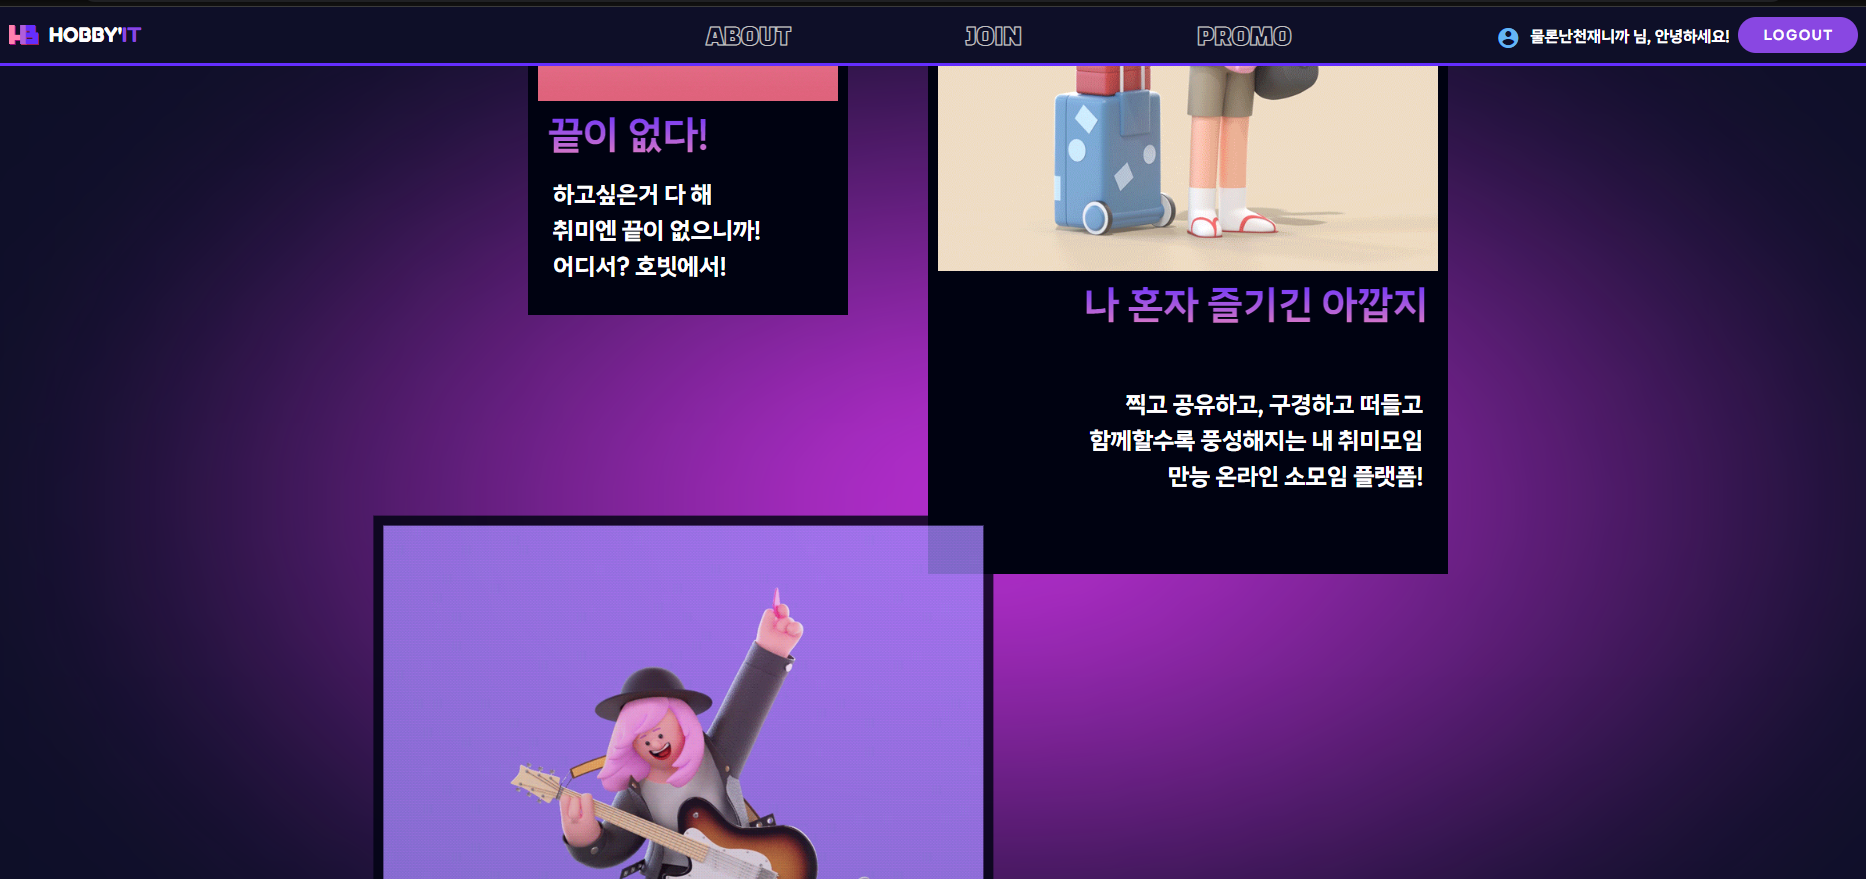 HOBBY'IT
ABOUT
JOIN
PROMO
물론난천재니까 님, 안녕하세요!
LOGOUT
끝이 없다!
하고싶은거 다 해
취미엔 끝이 없으니까!
어디서? 호빗에서!
나 혼자 즐기긴 아깝지
찍고 공유하고, 구경하고 떠들고
함께할수록 풍성해지는 내 취미모임
만능 온라인 소모임 플랫폼!